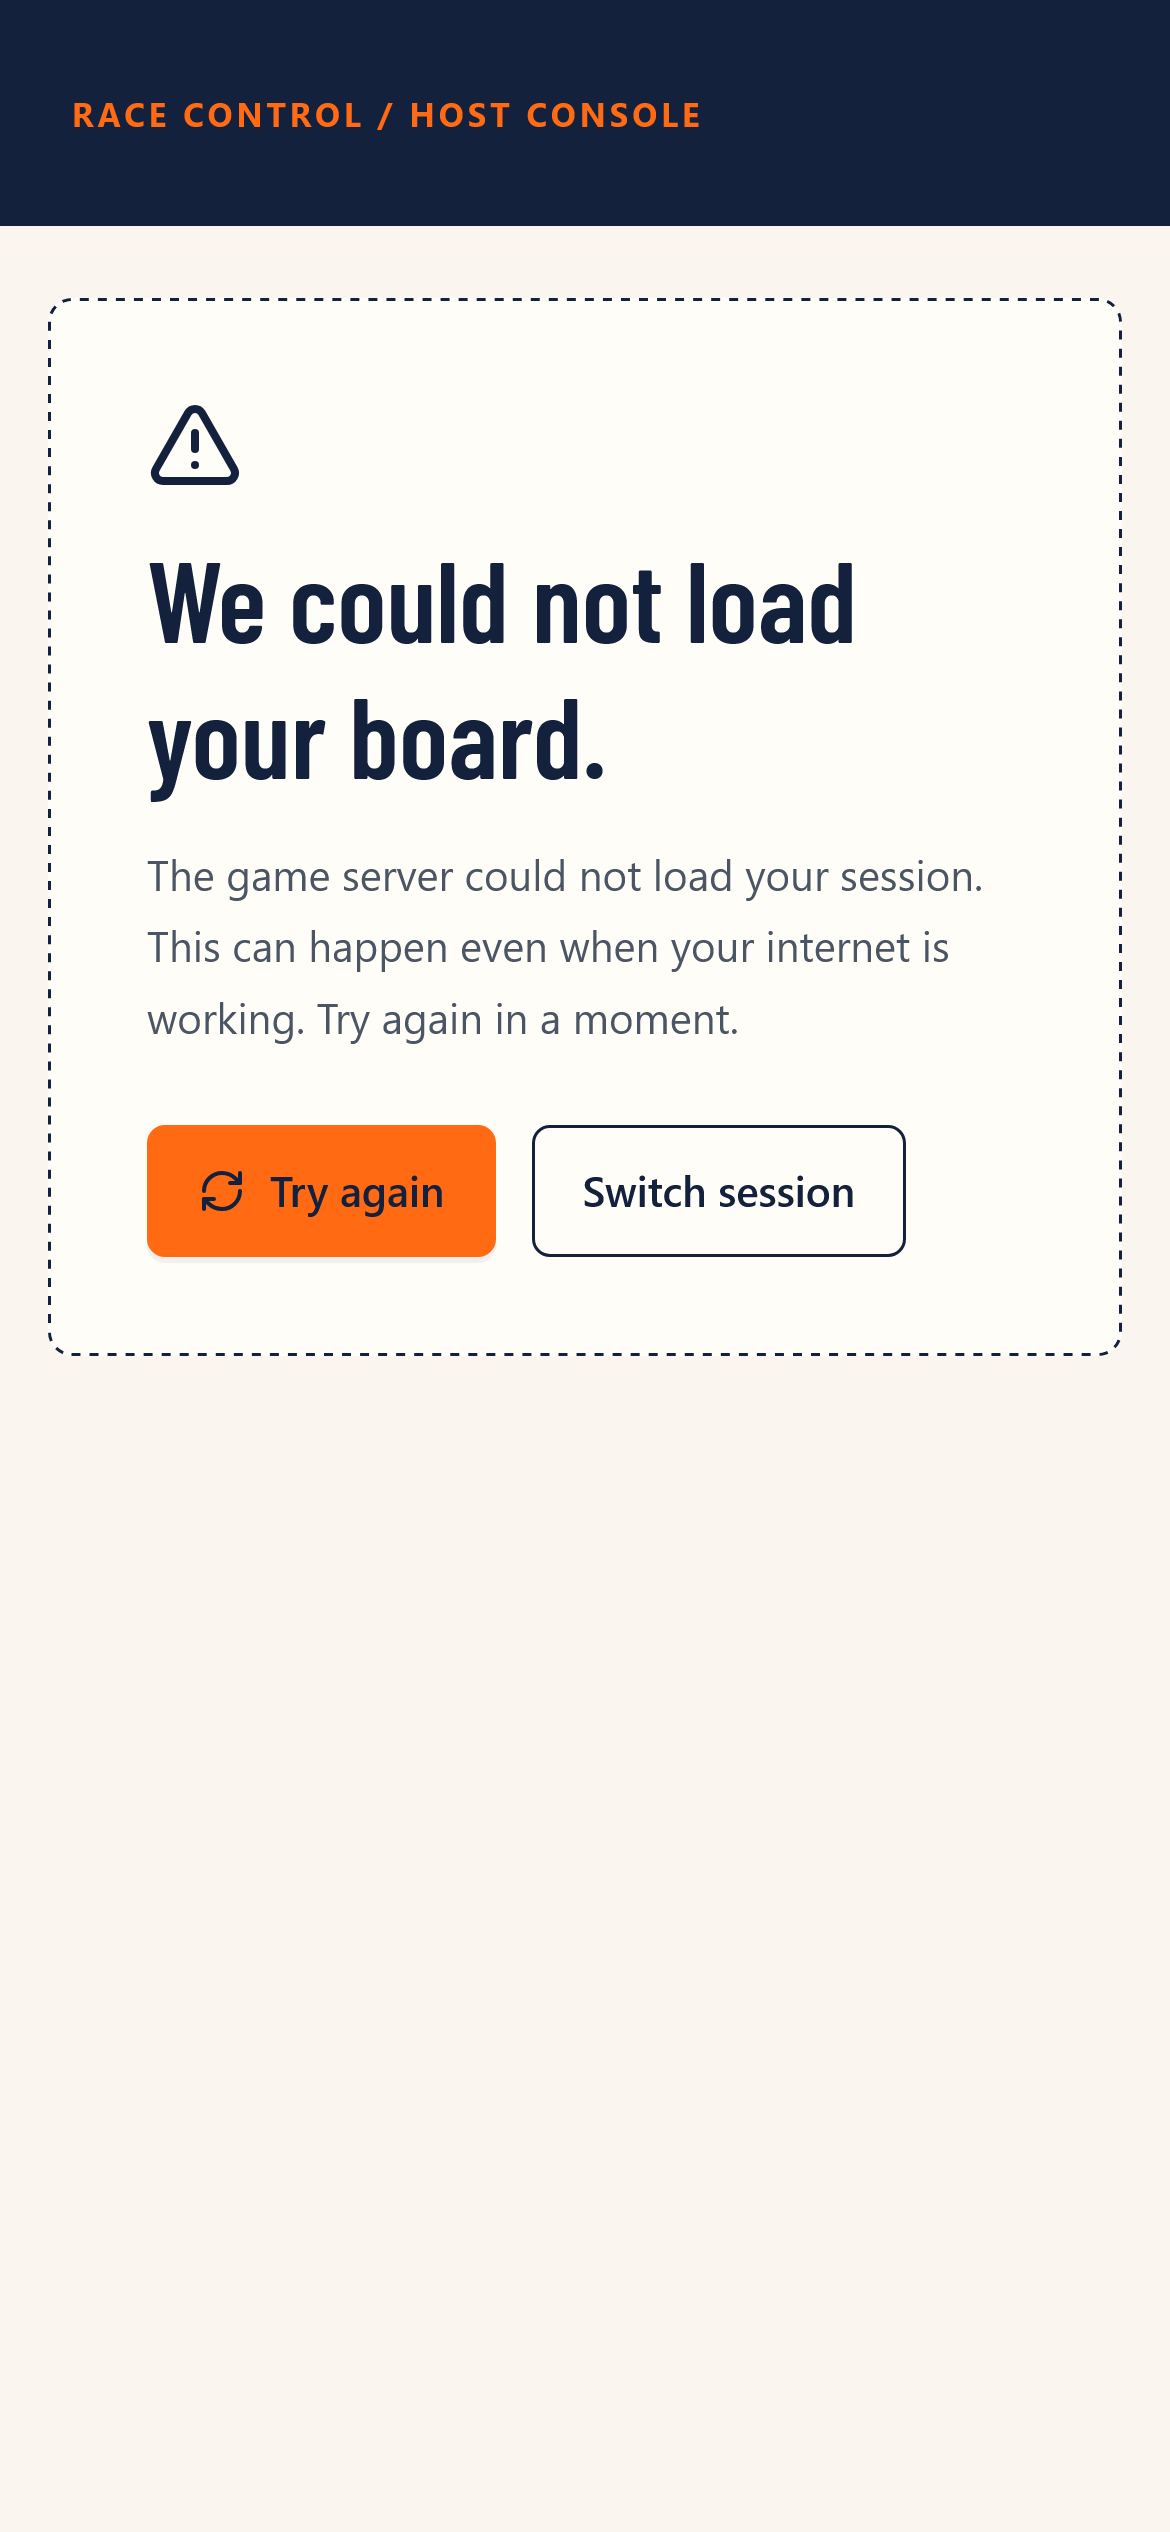 RACE CONTROL / HOST CONSOLE
We could not load
your board.
The game server could not load your session.
This can happen even when your internet is
working. Try again in a moment.
Try again
Switch session